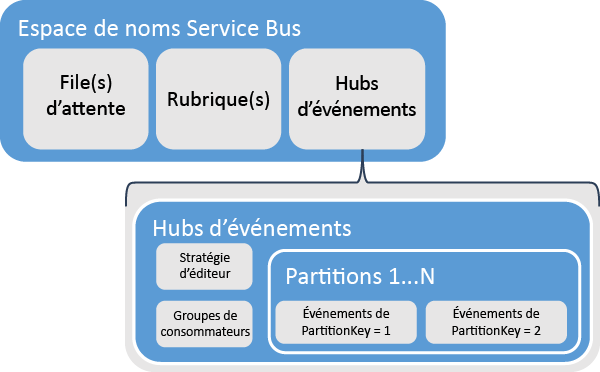 Espace de noms Service Bus
File(s)
d’attente
Rubrique(s)
Hubs
d’événements
Hubs d’événements
Stratégie
d’éditeur
Groupes de
consommateurs
Partitions 1...N
Événements de
PartitionKey = 1
Événements de
PartitionKey = 2